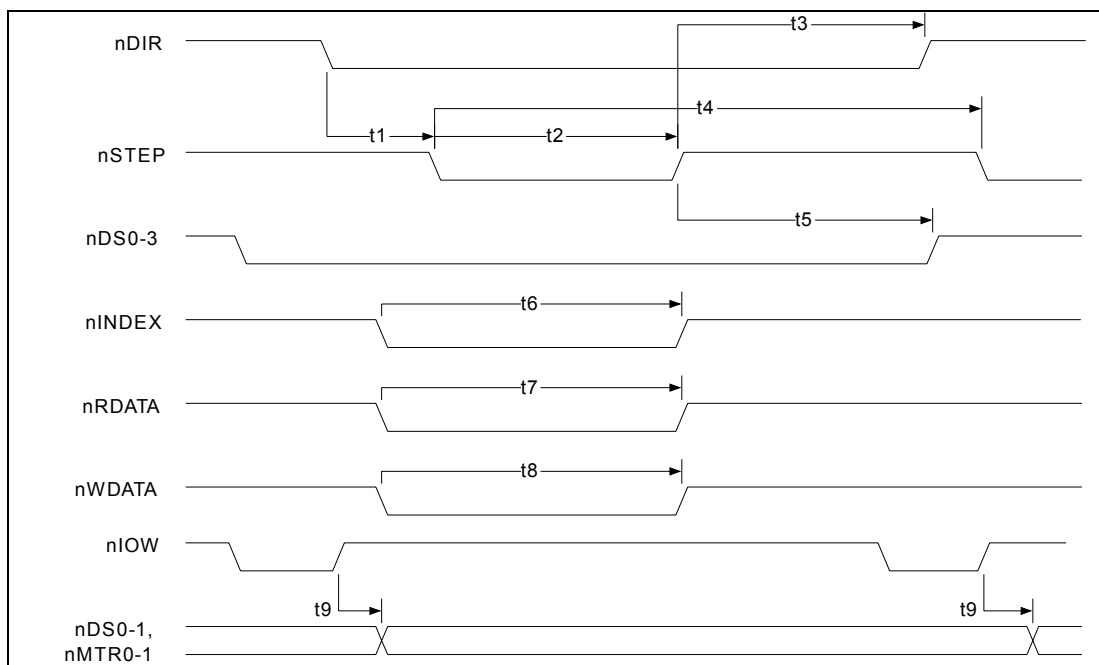 t3
nDIR
t4
t1
t2
nSTEP
t5
nDS0-3
t6
nINDEX
t7
nRDATA
t8
nWDATA
nIOW
t9
t9
nDS0-1,
nMTR0-1